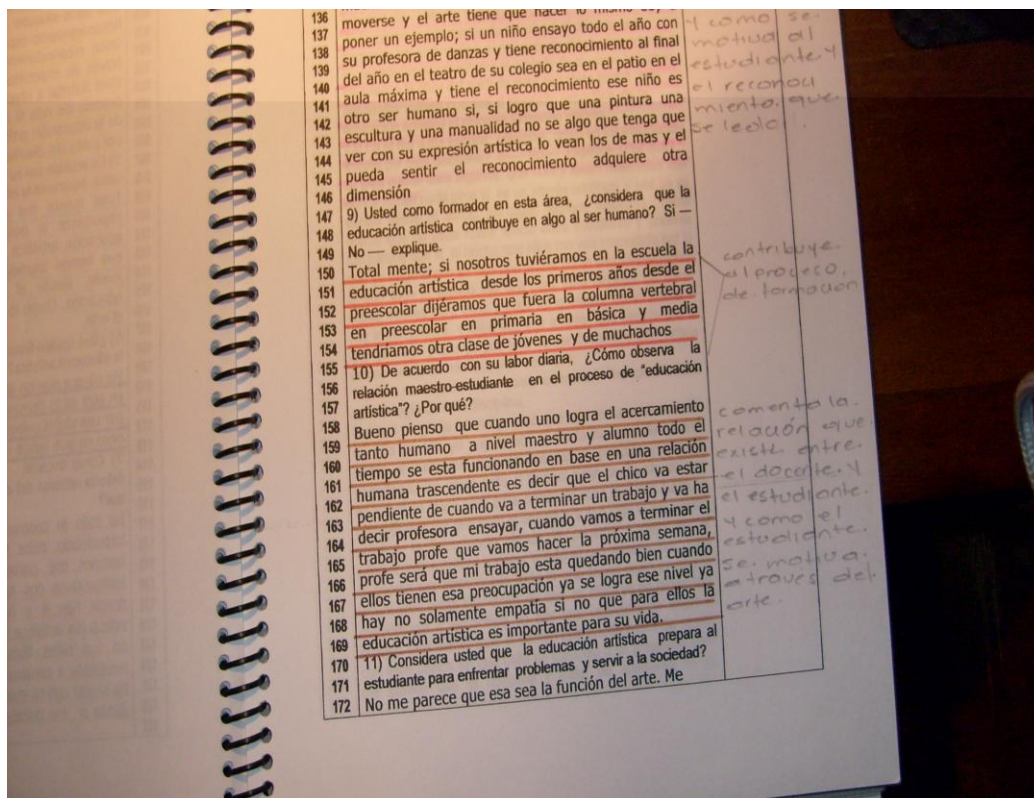 136
137
138
139
140
141
142
143
144
145
146
147
148
149
150
151
152
153
154
155
156
157
158
159
160
161
162
163
164
165
166
167
168
169
170
171
172
moverse y el arte tiene que hacer lo mismo
poner un ejemplo; si un niño ensayo todo el año con
su profesora de danzas y tiene reconocimiento al final
del año en el teatro de su colegio sea en el patio en el
aula máxima y tiene el reconocimiento ese niño es
otro ser humano si, si logro que una pintura una
escultura y una manualidad no se algo que tenga que
ver con su expresión artística lo vean los de mas y el
pueda sentir el reconocimiento adquiere otra
dimensión
9) Usted como formador en esta área, ¿considera que la
educación artística contribuye en algo al ser humano? Si —
No — explique.
Total mente; si nosotros tuviéramos en la escuela la
educación artistica desde los primeros años desde el
preescolar dijéramos que fuera la columna vertebral
en preescolar en primaria en básica y media
tendríamos otra clase de jóvenes y de muchachos
10) De acuerdo con su labor diaria, ¿Cómo observa la
relación maestro-estudiante en el proceso de "educación
artística"? ¿Por qué?
Bueno pienso que cuando uno logra el acercamiento
tanto humano a nivel maestro y alumno todo el
tiempo se esta funcionando en base en una relación
humana trascendente es decir que el chico va estar
pendiente de cuando va a terminar un trabajo y va ha
decir profesora ensayar, cuando vamos a terminar el
trabajo profe que vamos hacer la próxima semana,
profe será que mi trabajo esta quedando bien cuando
ellos tienen esa preocupación ya se logra ese nivel ya
hay no solamente empatía si no que para ellos la
educación artística es importante para su vida.
11) Considera usted que la educación artística prepara al
estudiante para enfrentar problemas y servir a la sociedad?
No me parece que esa sea la función del arte. Me
y como se.
motiva al
estudiante y
el reconoci
miento. que.
se le
contribuye.
al proceso.
de formación
comento la.
relación que.
existe entre.
el docente. y
el estudiante.
y como el
estudiante.
se. motiva.
a traves del.
arte.